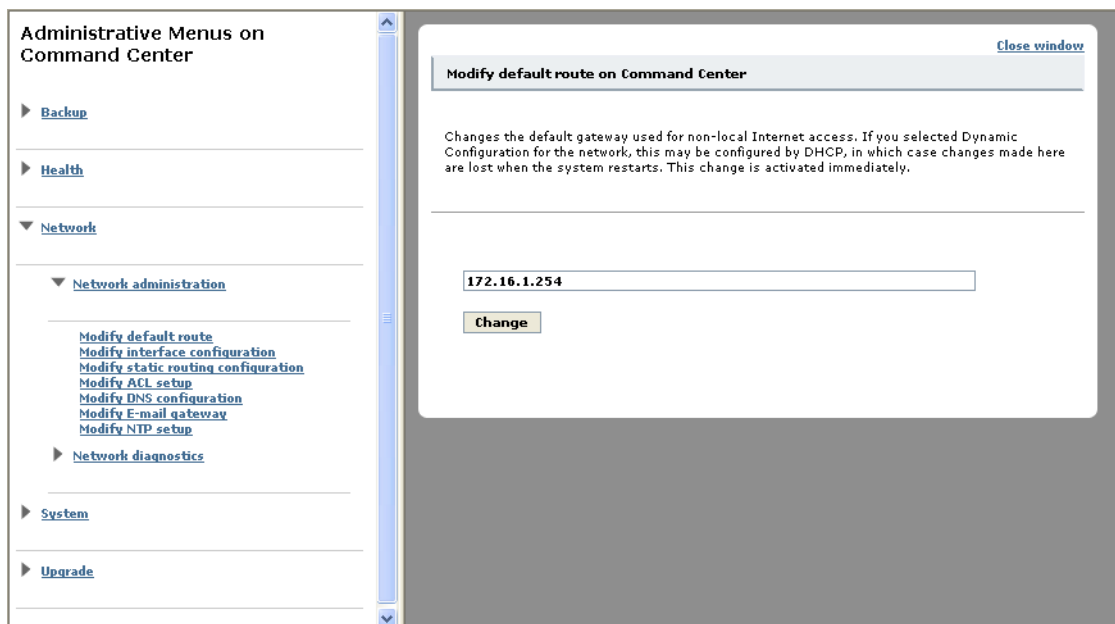 Administrative Menus on
Command Center
Backup
Health
Network
Network administration
Modify default route
Modify interface configuration
Modify static routing configuration
Modify ACL setup
Modify DNS configuration
Modify E-mail gateway
Modify NTP setup
Network diagnostics
System
Upgrade
Close window
Modify default route on Command Center
Changes the default gateway used for non-local Internet access. If you selected Dynamic
Configuration for the network, this may be configured by DHCP, in which case changes made here
are lost when the system restarts. This change is activated immediately.
172.16.1.254
Change